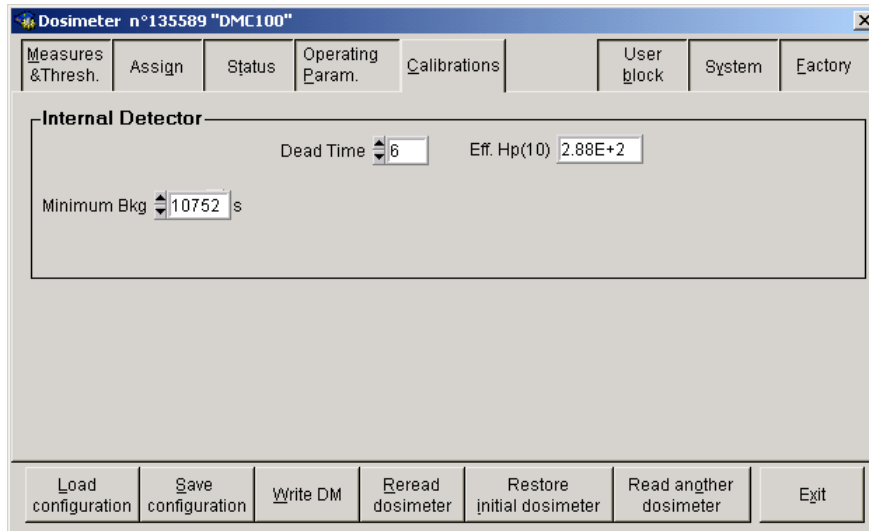 Dosimeter n°135589 "DMC100"
Measures
&Thresh.
Assign
Status
Operating
Param.
Calibrations
User
block
System
Factory
Internal Detector
Dead Time 6 Eff. Hp(10) 2.88E+2
Minimum Bkg 10752 s
Load
configuration
Save
configuration
Write DM
Reread
dosimeter
Restore
initial dosimeter
Read another
dosimeter
Exit